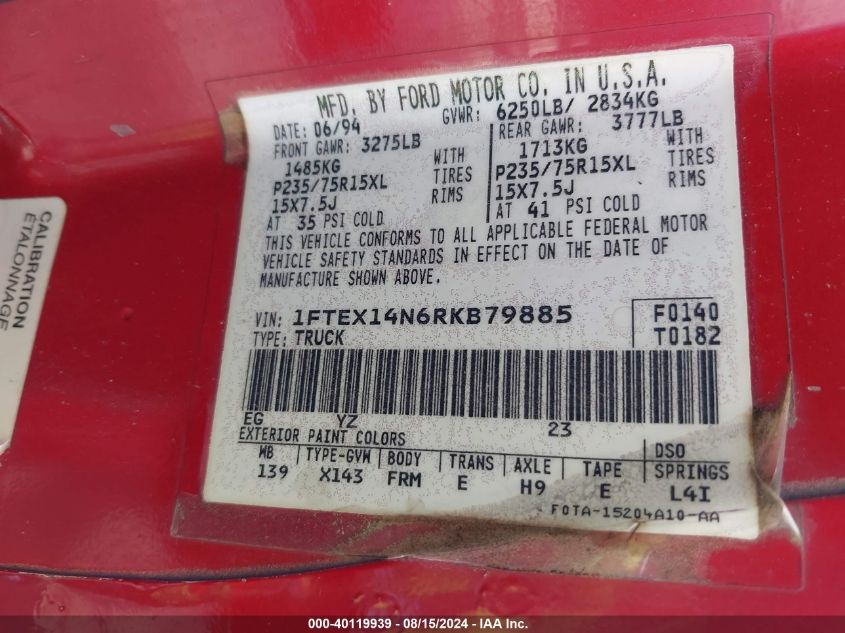 MFD. BY FORD MOTOR CO. IN U.S.A.
DATE: 06/94 GVWR: 6250LB/ 2834KG
FRONT GAWR: 3275LB REAR GAWR: 3777LB
1485KG WITH 1713KG WITH
P235/75R15XL TIRES P235/75R15XL TIRES
15X7.5J RIMS 15X7.5J RIMS
AT 35 PSI COLD AT 41 PSI COLD
THIS VEHICLE CONFORMS TO ALL APPLICABLE FEDERAL MOTOR
VEHICLE SAFETY STANDARDS IN EFFECT ON THE DATE OF
MANUFACTURE SHOWN ABOVE.
VIN: 1FTEX14N6RKB79885 F0140
TYPE: TRUCK T0182
EG YZ 23
EXTERIOR PAINT COLORS DSO
WB TYPE-GVW BODY TRANS AXLE TAPE SPRINGS
139 X143 FRM E H9 E L4I
F0TA-15204A10-AA
CALIBRATION
ÉTALONNAGE
000-40119939 - 08/15/2024 - IAA Inc.